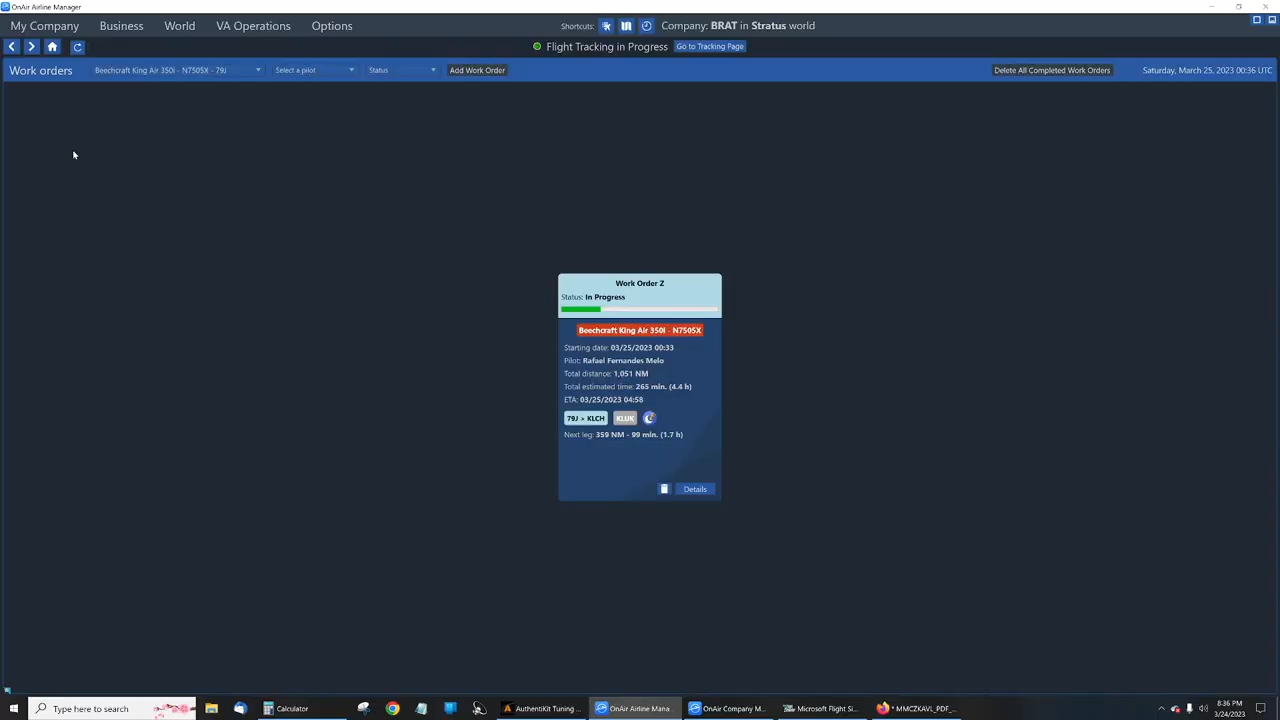 OnAir Airline Manager
My Company Business World VA Operations Options Shortcuts: Company: BRAT in Stratus world
Flight Tracking in Progress Go to Tracking Page
Work orders Beechcraft King Air 350i - N7505X - 79J Select a pilot Status Add Work Order Delete All Completed Work Orders Saturday, March 25, 2023 00:36 UTC
Work Order Z
Status: In Progress
Beechcraft King Air 350i - N7505X
Starting date: 03/25/2023 00:33
Pilot: Rafael Fernandes Melo
Total distance: 1,051 NM
Total estimated time: 265 min. (4.4 h)
ETA: 03/25/2023 04:58
79J > KLCH KLUK
Next leg: 359 NM - 99 min. (1.7 h)
Details
Type here to search Calculator AuthentiKit Tuning ... OnAir Airline Mana... OnAir Company M... Microsoft Flight Si... * MMCZKAVL_PDF_... 8:36 PM
3/24/2023